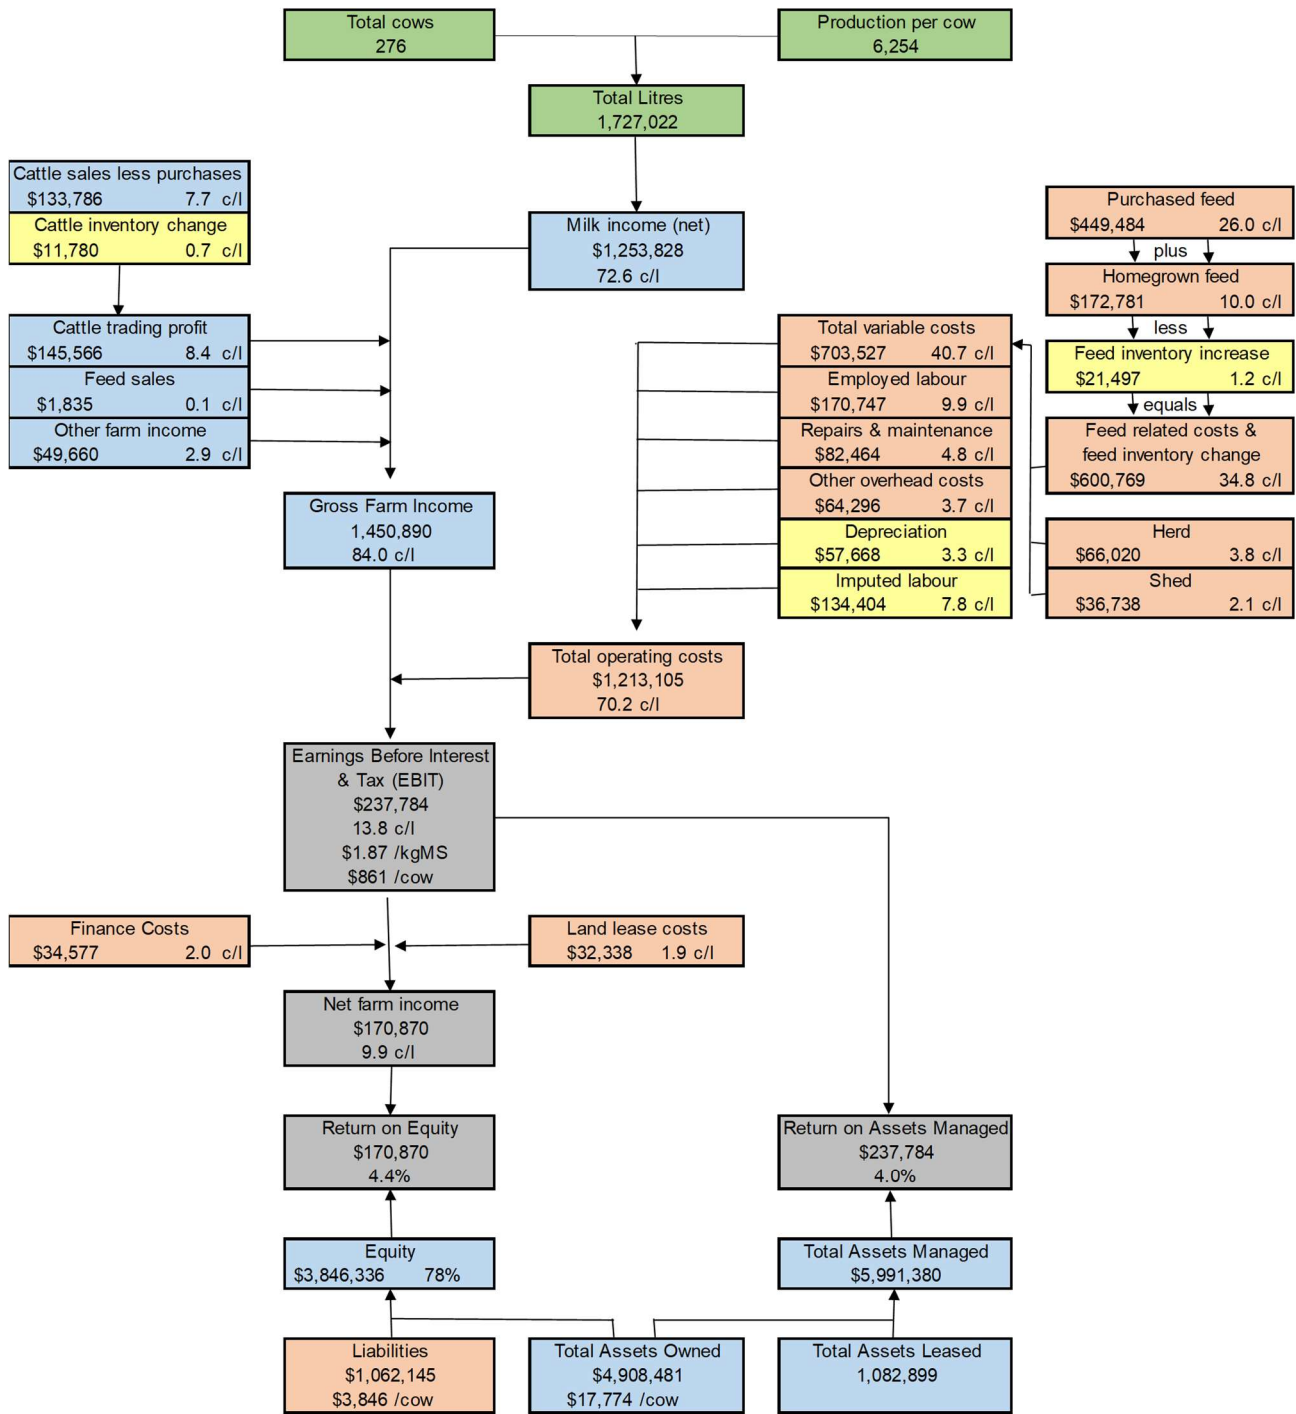 Total cows
276
Production per cow
6,254
Total Litres
1,727,022
Cattle sales less purchases
$133,786 7.7 c/l
Cattle inventory change
$11,780 0.7 c/l
Milk income (net)
$1,253,828
72.6 c/l
Purchased feed
$449,484 26.0 c/l
plus
Homegrown feed
$172,781 10.0 c/l
less
Feed inventory increase
$21,497 1.2 c/l
equals
Feed related costs &
feed inventory change
$600,769 34.8 c/l
Herd
$66,020 3.8 c/l
Shed
$36,738 2.1 c/l
Cattle trading profit
$145,566 8.4 c/l
Feed sales
$1,835 0.1 c/l
Other farm income
$49,660 2.9 c/l
Total variable costs
$703,527 40.7 c/l
Employed labour
$170,747 9.9 c/l
Repairs & maintenance
$82,464 4.8 c/l
Other overhead costs
$64,296 3.7 c/l
Depreciation
$57,668 3.3 c/l
Imputed labour
$134,404 7.8 c/l
Gross Farm Income
1,450,890
84.0 c/l
Total operating costs
$1,213,105
70.2 c/l
Earnings Before Interest
& Tax (EBIT)
$237,784
13.8 c/l
$1.87 /kgMS
$861 /cow
Finance Costs
$34,577 2.0 c/l
Land lease costs
$32,338 1.9 c/l
Net farm income
$170,870
9.9 c/l
Return on Equity
$170,870
4.4%
Return on Assets Managed
$237,784
4.0%
Equity
$3,846,336 78%
Total Assets Managed
$5,991,380
Liabilities
$1,062,145
$3,846 /cow
Total Assets Owned
$4,908,481
$17,774 /cow
Total Assets Leased
1,082,899